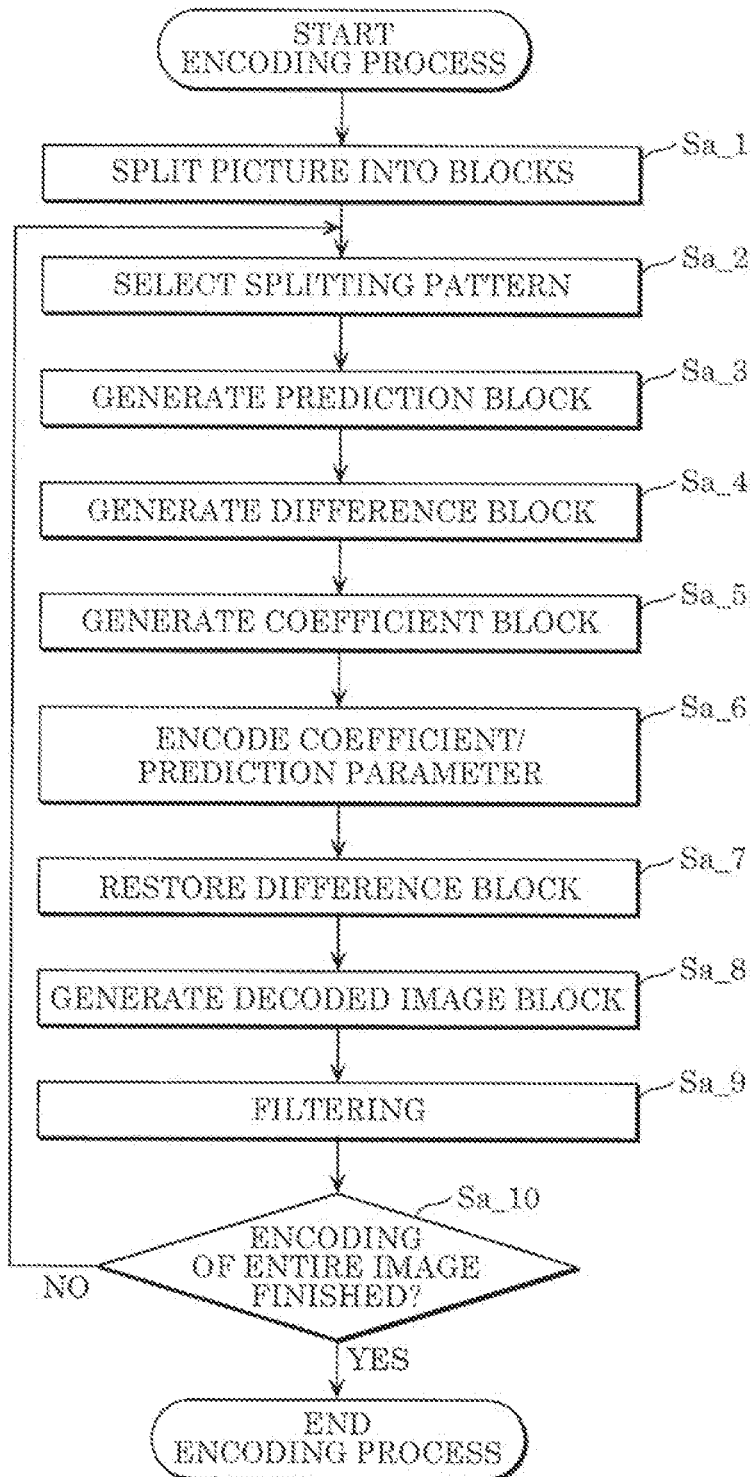 START
ENCODING PROCESS
Sa_1
SPLIT PICTURE INTO BLOCKS
Sa_2
SELECT SPLITTING PATTERN
Sa_3
GENERATE PREDICTION BLOCK
Sa_4
GENERATE DIFFERENCE BLOCK
Sa_5
GENERATE COEFFICIENT BLOCK
Sa_6
ENCODE COEFFICIENT/
PREDICTION PARAMETER
Sa_7
RESTORE DIFFERENCE BLOCK
Sa_8
GENERATE DECODED IMAGE BLOCK
Sa_9
FILTERING
Sa_10
ENCODING
OF ENTIRE IMAGE
FINISHED?
NO
YES
END
ENCODING PROCESS